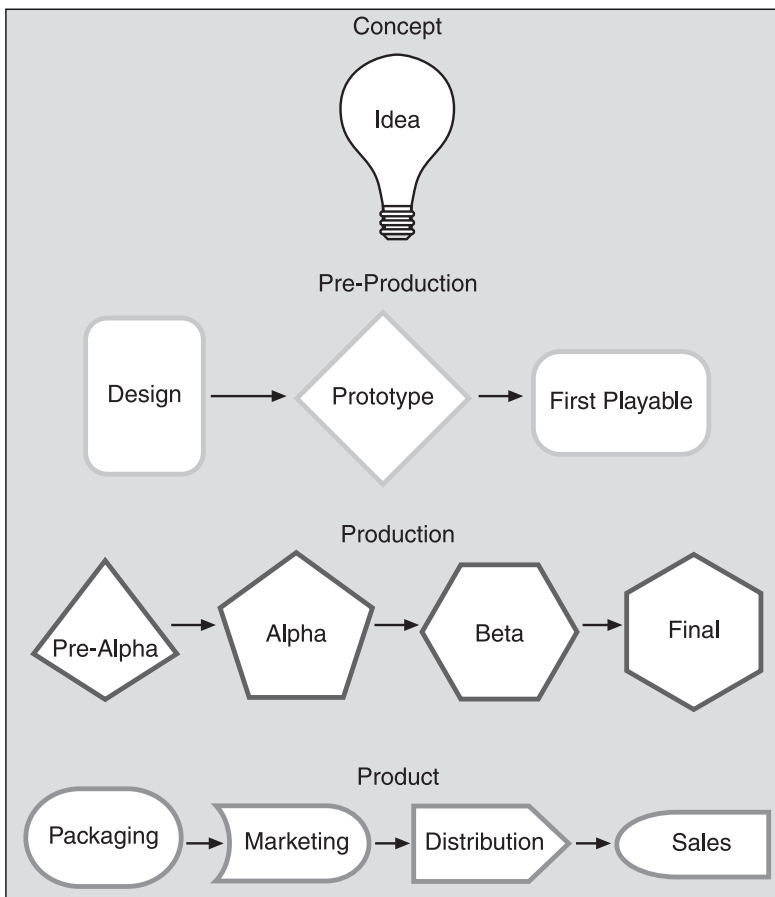 Concept
Idea
Pre-Production
Design
Prototype
First Playable
Production
Pre-Alpha
Alpha
Beta
Final
Product
Packaging
Marketing
Distribution
Sales